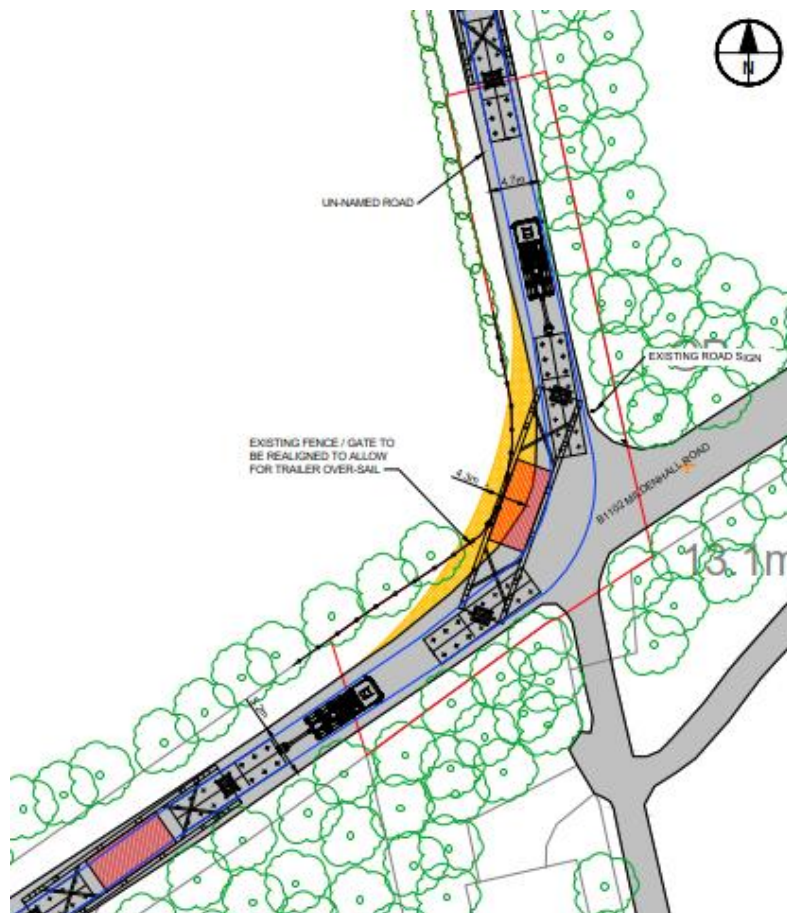 N
4.7m
UN-NAMED ROAD
EXISTING ROAD SIGN
EXISTING FENCE / GATE TO
BE REALIGNED TO ALLOW
FOR TRAILER OVER-SAIL
4.3m
B1102 MILDENHALL ROAD
13.1m